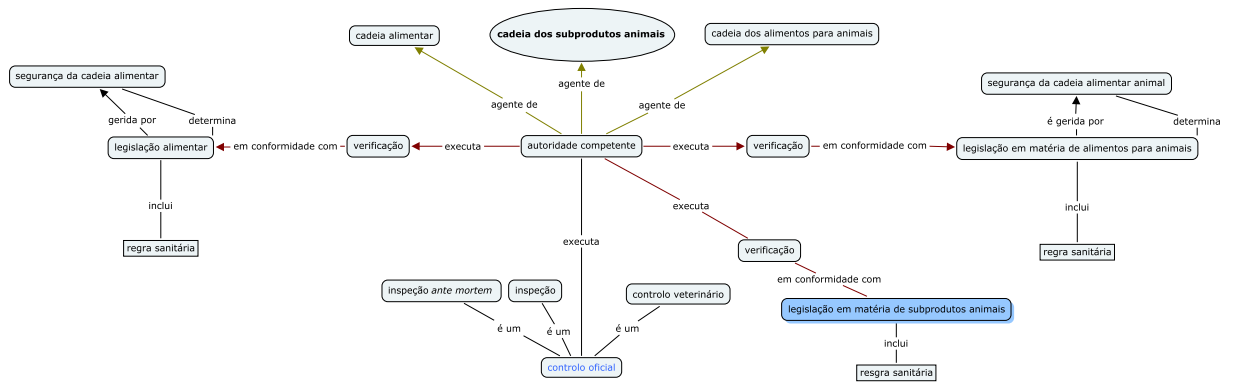 cadeia alimentar
cadeia dos subprodutos animais
cadeia dos alimentos para animais
segurança da cadeia alimentar
segurança da cadeia alimentar animal
agente de
agente de
agente de
gerida por
determina
é gerida por
determina
legislação alimentar
em conformidade com
verificação
executa
autoridade competente
executa
verificação
em conformidade com
legislação em matéria de alimentos para animais
inclui
executa
inclui
regra sanitária
executa
verificação
regra sanitária
em conformidade com
inspeção ante mortem
inspeção
controlo veterinário
legislação em matéria de subprodutos animais
é um
é um
é um
inclui
controlo oficial
resgra sanitária